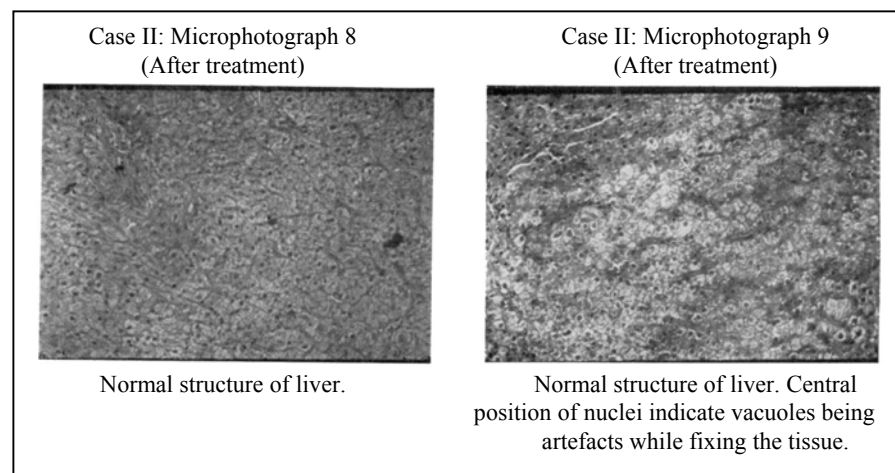 Case II: Microphotograph 8
(After treatment)
Normal structure of liver.
Case II: Microphotograph 9
(After treatment)
Normal structure of liver. Central
position of nuclei indicate vacuoles being
artefacts while fixing the tissue.